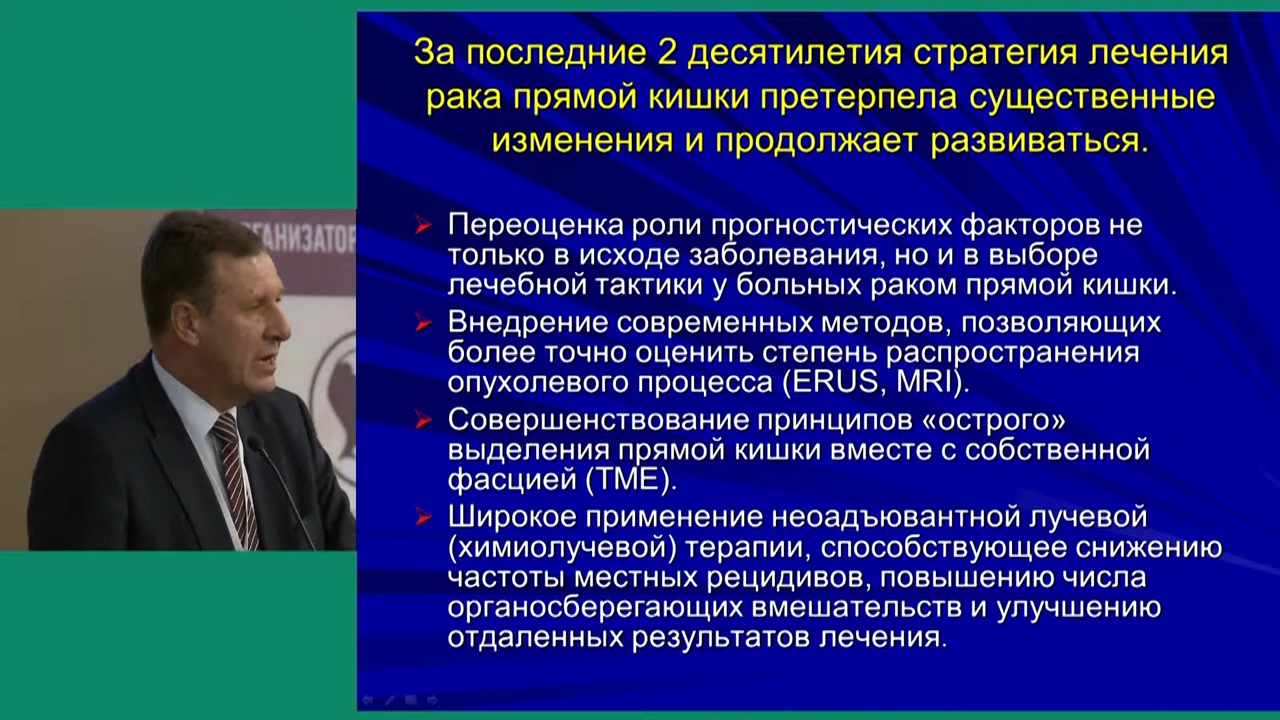 За последние 2 десятилетия стратегия лечения
рака прямой кишки претерпела существенные
изменения и продолжает развиваться.
Переоценка роли прогностических факторов не
только в исходе заболевания, но и в выборе
лечебной тактики у больных раком прямой кишки.
Внедрение современных методов, позволяющих
более точно оценить степень распространения
опухолевого процесса (ERUS, MRI).
Совершенствование принципов «острого»
выделения прямой кишки вместе с собственной
фасцией (TME).
Широкое применение неоадъювантной лучевой
(химиолучевой) терапии, способствующее снижению
частоты местных рецидивов, повышению числа
органосберегающих вмешательств и улучшению
отдаленных результатов лечения.